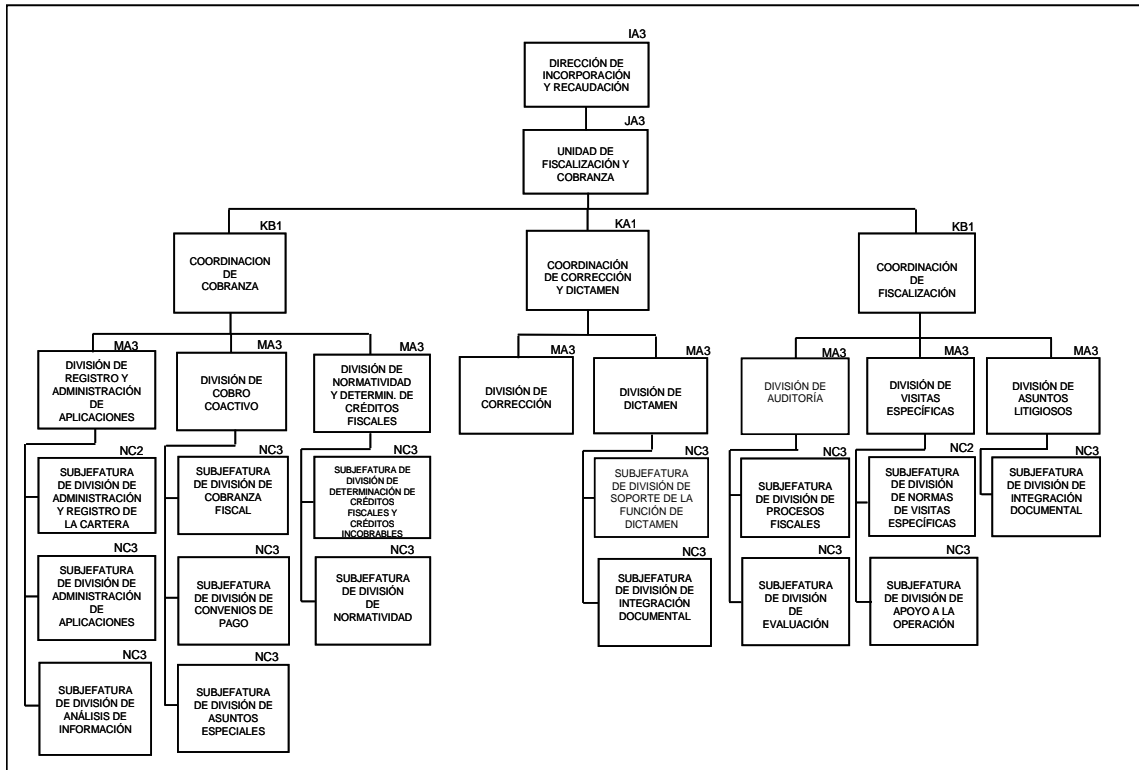 IA3
DIRECCIÓN DE
INCORPORACIÓN
Y RECAUDACIÓN
JA3
UNIDAD DE
FISCALIZACIÓN Y
COBRANZA
KB1
COORDINACION
DE
COBRANZA
KA1
COORDINACIÓN
DE CORRECCIÓN
Y DICTAMEN
KB1
COORDINACIÓN
DE
FISCALIZACIÓN
MA3
DIVISIÓN DE
REGISTRO Y
ADMINISTRACIÓN
DE
APLICACIONES
MA3
DIVISIÓN DE
COBRO
COACTIVO
MA3
DIVISIÓN DE
NORMATIVIDAD
Y DETERMIN. DE
CRÉDITOS
FISCALES
MA3
DIVISIÓN DE
CORRECCIÓN
MA3
DIVISIÓN DE
DICTAMEN
MA3
DIVISIÓN DE
AUDITORÍA
MA3
DIVISIÓN DE
VISITAS
ESPECÍFICAS
MA3
DIVISIÓN DE
ASUNTOS
LITIGIOSOS
NC2
SUBJEFATURA
DE DIVISIÓN DE
ADMINISTRACIÓN
Y REGISTRO DE
LA CARTERA
NC3
SUBJEFATURA
DE DIVISIÓN DE
COBRANZA
FISCAL
NC3
SUBJEFATURA DE
DIVISIÓN DE
DETERMINACIÓN DE
CRÉDITOS
FISCALES Y
CRÉDITOS
INCOBRABLES
NC3
SUBJEFATURA
DE DIVISIÓN DE
SOPORTE DE LA
FUNCIÓN DE
DICTAMEN
NC3
SUBJEFATURA
DE DIVISIÓN DE
PROCESOS
FISCALES
NC2
SUBJEFATURA
DE DIVISIÓN
DE NORMAS DE
VISITAS
ESPECÍFICAS
NC3
SUBJEFATURA
DE DIVISIÓN DE
INTEGRACIÓN
DOCUMENTAL
NC3
SUBJEFATURA
DE DIVISIÓN DE
ADMINISTRACIÓN
DE
APLICACIONES
NC3
SUBJEFATURA
DE DIVISIÓN DE
CONVENIOS DE
PAGO
NC3
SUBJEFATURA
DE DIVISIÓN
DE
NORMATIVIDAD
NC3
SUBJEFATURA
DE DIVISIÓN DE
INTEGRACIÓN
DOCUMENTAL
NC3
SUBJEFATURA
DE DIVISIÓN
DE
EVALUACIÓN
NC3
SUBJEFATURA
DE DIVISIÓN DE
APOYO A LA
OPERACIÓN
NC3
SUBJEFATURA
DE DIVISIÓN DE
ANÁLISIS DE
INFORMACIÓN
NC3
SUBJEFATURA
DE DIVISIÓN DE
ASUNTOS
ESPECIALES